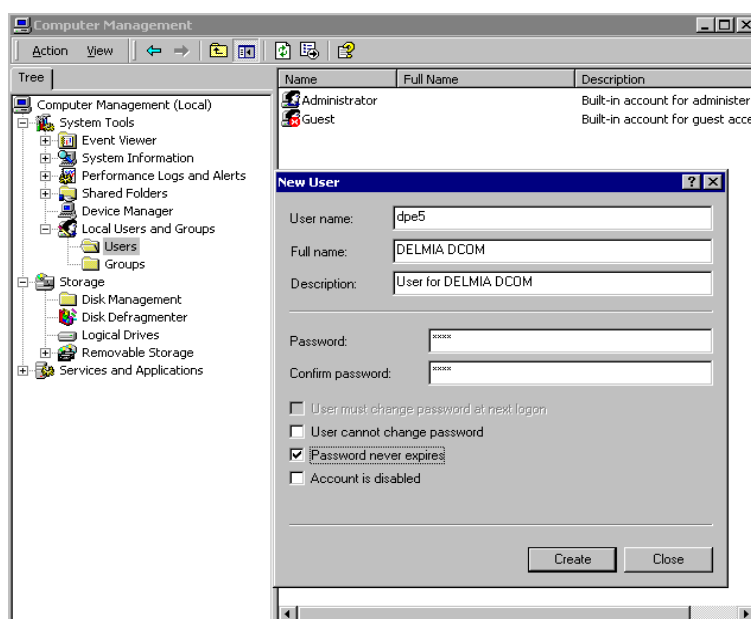 Computer Management
Action View
Tree
Computer Management (Local)
System Tools
Event Viewer
System Information
Performance Logs and Alerts
Shared Folders
Device Manager
Local Users and Groups
Users
Groups
Storage
Disk Management
Disk Defragmenter
Logical Drives
Removable Storage
Services and Applications
Name Full Name Description
Administrator Built-in account for administer
Guest Built-in account for guest acce
New User
User name: dpe5
Full name: DELMIA DCOM
Description: User for DELMIA DCOM
Password: xxxx
Confirm password: xxxx
User must change password at next logon
User cannot change password
Password never expires
Account is disabled
Create Close